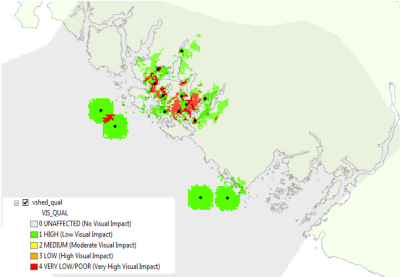 vshed_qual
VIS_QUAL
0 UNAFFECTED (No Visual Impact)
1 HIGH (Low Visual Impact)
2 MEDIUM (Moderate Visual Impact)
3 LOW (High Visual Impact)
4 VERY LOW/POOR (Very High Visual Impact)